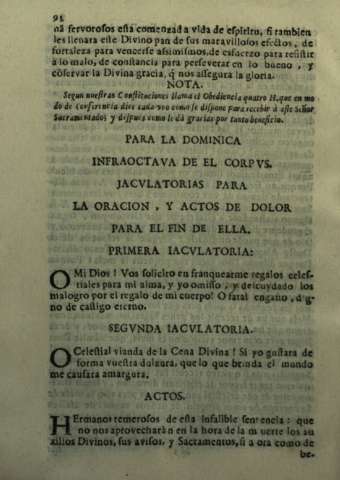 92
nà fervorosos esta comengada vida de espiritu, si tambien
les llenara este Divino pan de sus maravillosos efectos, de
fortaleza para vencerse assimismos, de esfuerzo para resistir
à lo malo, de constancia para perseverar en lo bueno, y
cõservar la Divina gracia, q̃ nos assegura la gloria.
NOTA.
Segun nuestras Constituciones llama la Obediencia quatro H, que en mo
do de Conferencia dize cada vno como se dispone para recibir à este Señor
Sacramentado: y despues como le dà gracias por tanto beneficio.
PARA LA DOMINICA
INFRAOCTAVA DE EL CORPVS.
JACVLATORIAS PARA
LA ORACION, Y ACTOS DE DOLOR
PARA EL FIN DE ELLA.
PRIMERA IACVLATORIA:
O Mi Dios! Vos solicito en franquearme regalos celes-
tiales para mi alma, y yo omisso, y descuydado los
malogro por el regalo de mi cuerpo! O fatal engaño, dig
no de castigo eterno.
SEGVNDA IACVLATORIA.
O Celestial vianda de la Cena Divina! Si yo gustara de
forma vuestra dulzura, que lo que brinda el mundo
me causara amargura.
ACTOS.
Hermanos temerosos de esta infalible sentencia: que
no nos aprovecharàn en la hora de la muerte los au
xilios Divinos, sus avisos, y Sacramentos, si a ora como de
be-